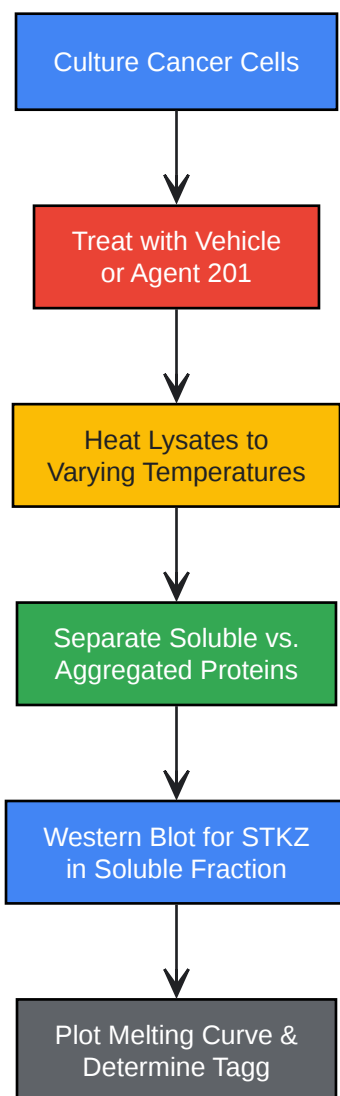 Culture Cancer Cells
Treat with Vehicle
or Agent 201
Heat Lysates to
Varying Temperatures
Separate Soluble vs.
Aggregated Proteins
Western Blot for STKZ
in Soluble Fraction
Plot Melting Curve &
Determine Tagg